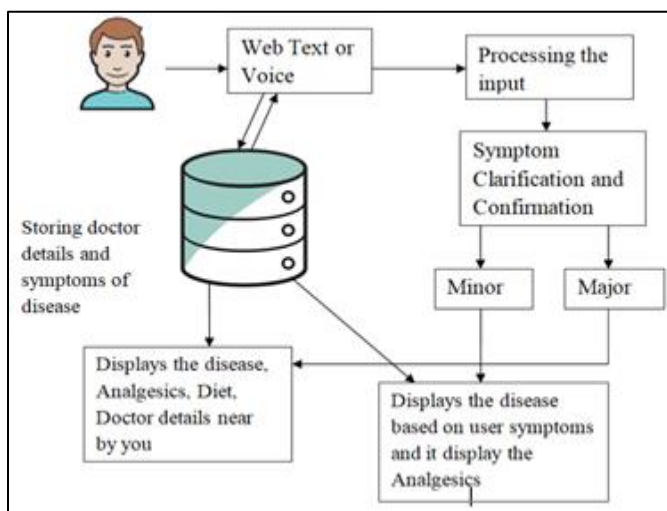 Web Text or
Voice
Processing the
input
Symptom
Clarification and
Confirmation
Storing doctor
details and
symptoms of
disease
Minor
Major
Displays the disease,
Analgesics, Diet,
Doctor details near
by you
Displays the disease
based on user symptoms
and it display the
Analgesics